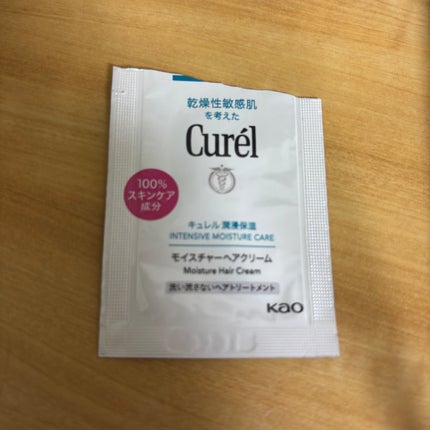 乾燥性敏感肌
を考えた
Curél
100%
スキンケア
成分
キュレル 潤浸保湿
INTENSIVE MOISTURE CARE
モイスチャーヘアクリーム
Moisture Hair Cream
洗い流さないヘアトリートメント
Kao